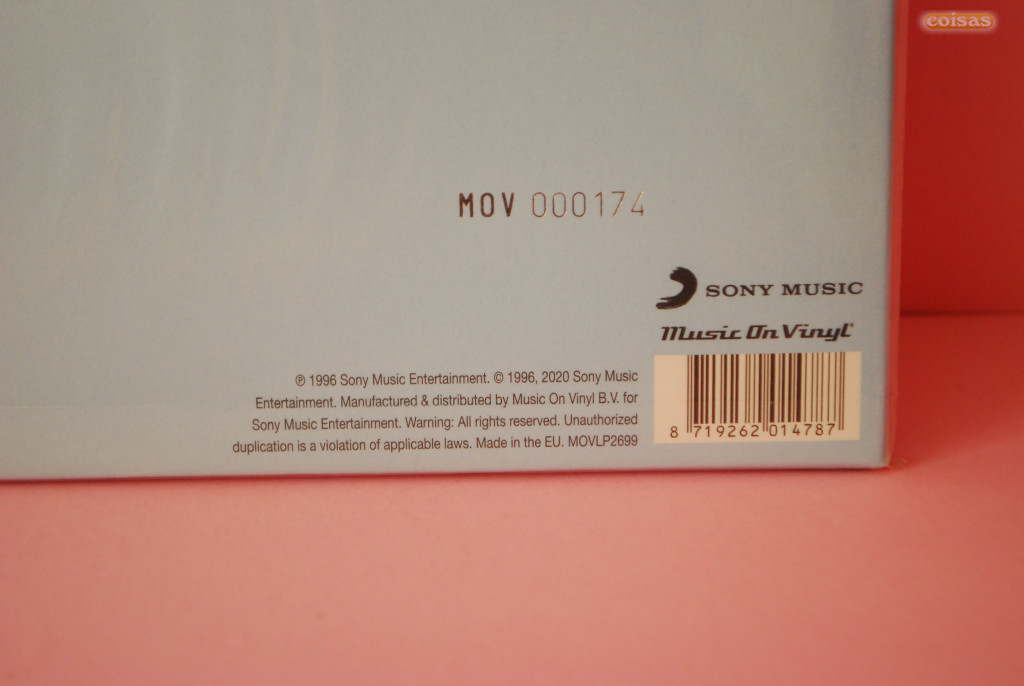 coisas
MOV 000174
SONY MUSIC
Music On Vinyl
℗ 1996 Sony Music Entertainment. © 1996, 2020 Sony Music
Entertainment. Manufactured & distributed by Music On Vinyl B.V. for
Sony Music Entertainment. Warning: All rights reserved. Unauthorized
duplication is a violation of applicable laws. Made in the EU. MOVLP2699
8 719262 014787